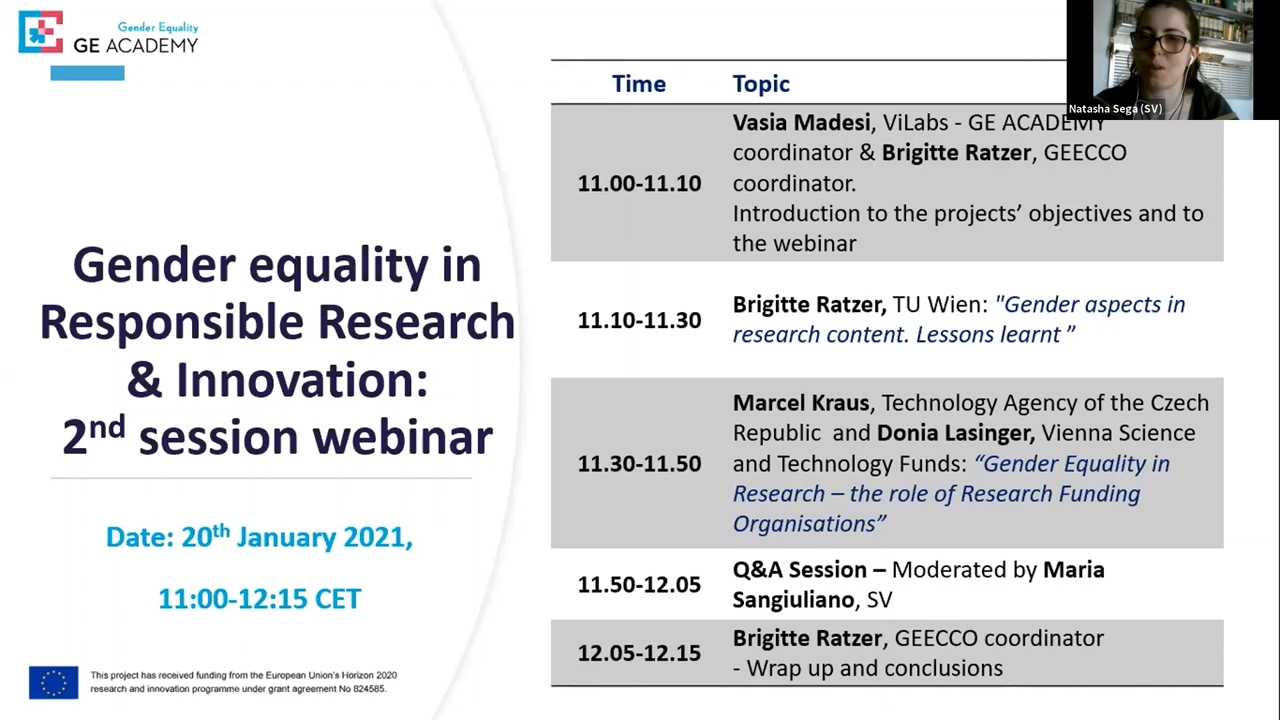 Gender Equality
GE ACADEMY
Gender equality in
Responsible Research
& Innovation:
2nd session webinar
Date: 20th January 2021,
11:00-12:15 CET
This project has received funding from the European Union's Horizon 2020
research and innovation programme under grant agreement No 824585.
Time Topic
11.00-11.10
Vasia Madesi, ViLabs - GE ACADEMY
coordinator & Brigitte Ratzer, GEECCO
coordinator.
Introduction to the projects’ objectives and to
the webinar
11.10-11.30
Brigitte Ratzer, TU Wien: "Gender aspects in
research content. Lessons learnt ”
11.30-11.50
Marcel Kraus, Technology Agency of the Czech
Republic and Donia Lasinger, Vienna Science
and Technology Funds: “Gender Equality in
Research – the role of Research Funding
Organisations”
11.50-12.05
Q&A Session – Moderated by Maria
Sangiuliano, SV
12.05-12.15
Brigitte Ratzer, GEECCO coordinator
- Wrap up and conclusions
Natasha Sega (SV)